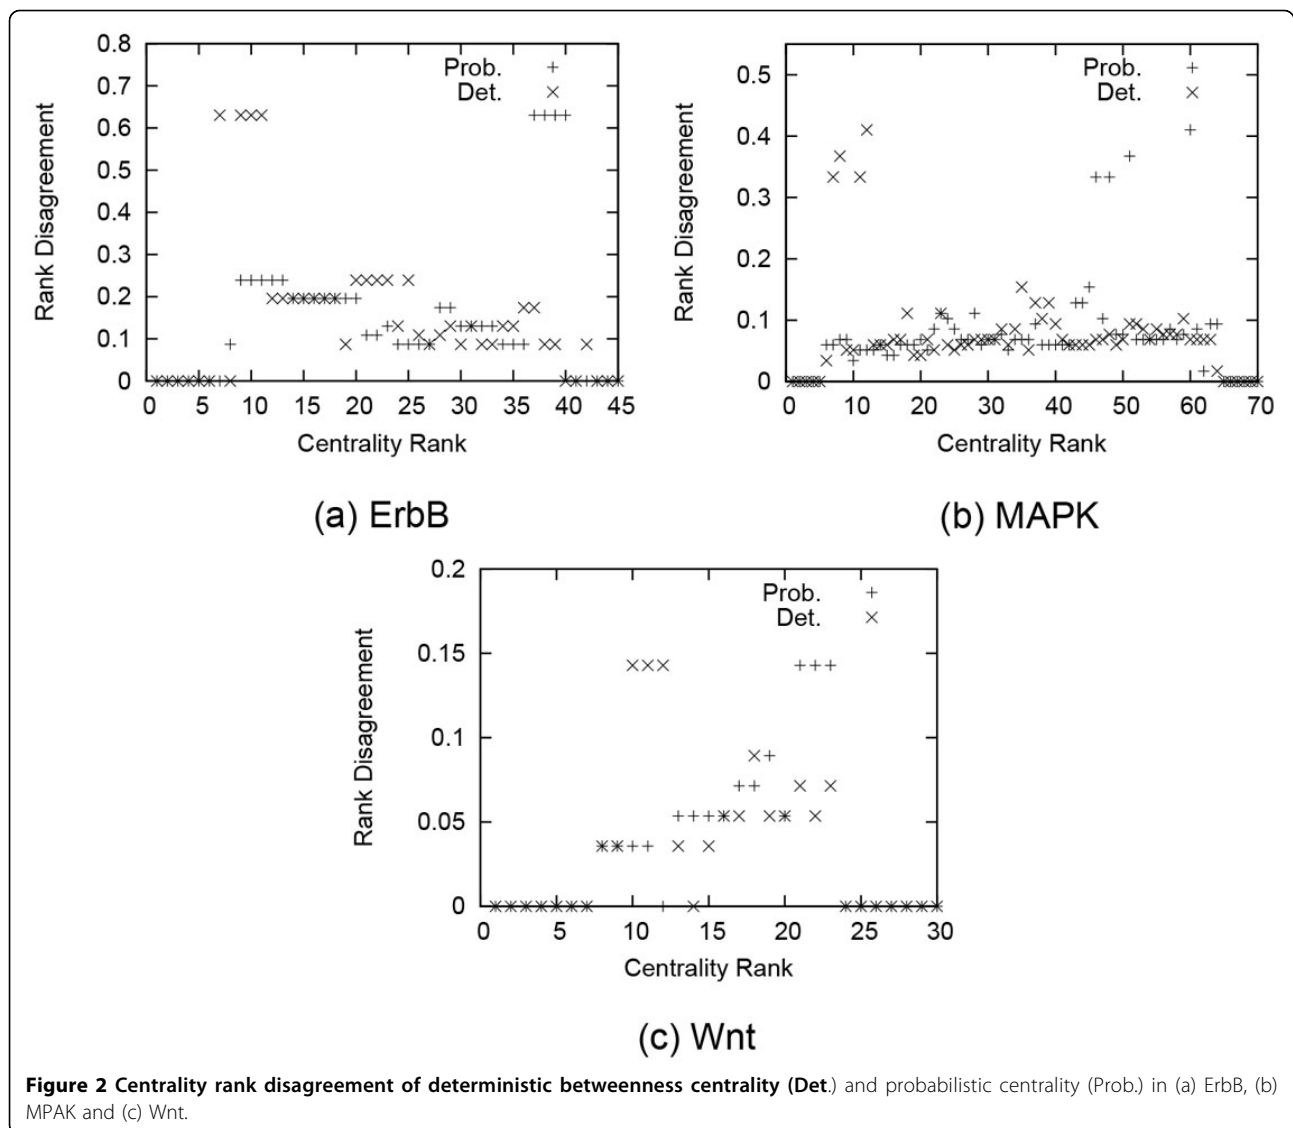 0.8
0.7
0.6
0.5
0.4
0.3
0.2
0.1
0
Rank Disagreement
Prob.
Det.
0 5 10 15 20 25 30 35 40 45
Centrality Rank
(a) ErbB
0.5
0.4
0.3
0.2
0.1
0
Rank Disagreement
Prob.
Det.
0 10 20 30 40 50 60 70
Centrality Rank
(b) MAPK
0.2
0.15
0.1
0.05
0
Rank Disagreement
Prob.
Det.
0 5 10 15 20 25 30
Centrality Rank
(c) Wnt
Figure 2 Centrality rank disagreement of deterministic betweenness centrality (Det.) and probabilistic centrality (Prob.) in (a) ErbB, (b)
MPAK and (c) Wnt.